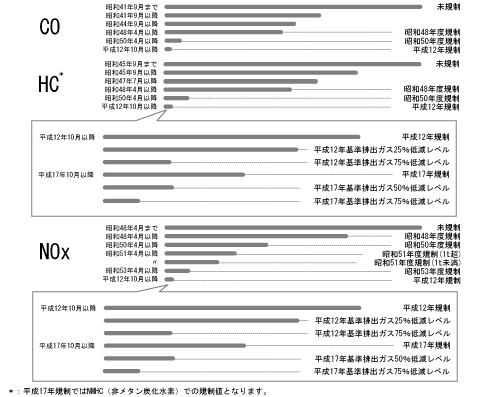 CO
昭和41年9月まで 未規制
昭和41年9月以降
昭和44年9月以降
昭和48年4月以降 昭和48年度規制
昭和50年4月以降 昭和50年度規制
平成12年10月以降 平成12年規制
HC*
昭和45年9月まで 未規制
昭和45年9月以降
昭和47年7月以降
昭和48年4月以降 昭和48年度規制
昭和50年4月以降 昭和50年度規制
平成12年10月以降 平成12年規制
平成12年10月以降 平成12年規制
平成12年基準排出ガス25%低減レベル
平成12年基準排出ガス75%低減レベル
平成17年10月以降 平成17年規制
平成17年基準排出ガス50%低減レベル
平成17年基準排出ガス75%低減レベル
NOx
昭和48年4月まで 未規制
昭和48年4月以降 昭和48年度規制
昭和50年4月以降 昭和50年度規制
昭和51年4月以降 昭和51年度規制(1t超)
〃 昭和51年度規制(1t未満)
昭和53年4月以降 昭和53年度規制
平成12年10月以降 平成12年規制
平成12年10月以降 平成12年規制
平成12年基準排出ガス25%低減レベル
平成12年基準排出ガス75%低減レベル
平成17年10月以降 平成17年規制
平成17年基準排出ガス50%低減レベル
平成17年基準排出ガス75%低減レベル
*：平成17年規制ではNMHC（非メタン炭化水素）での規制値となります。